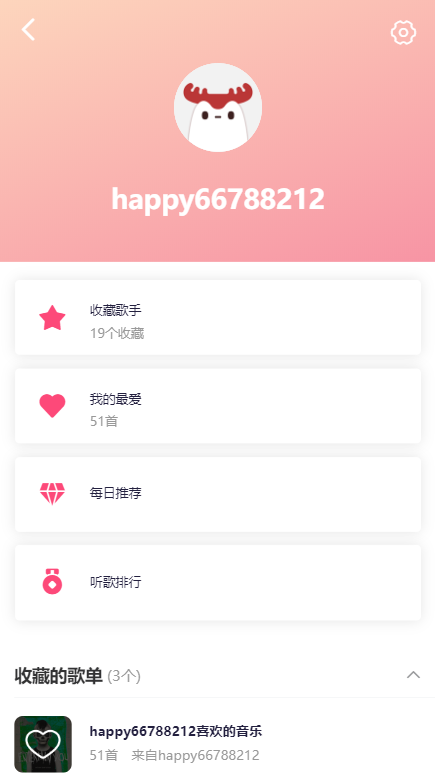 happy66788212
收藏歌手
19个收藏
我的最爱
51首
每日推荐
听歌排行
收藏的歌单 (3个)
happy66788212喜欢的音乐
51首 来自happy66788212